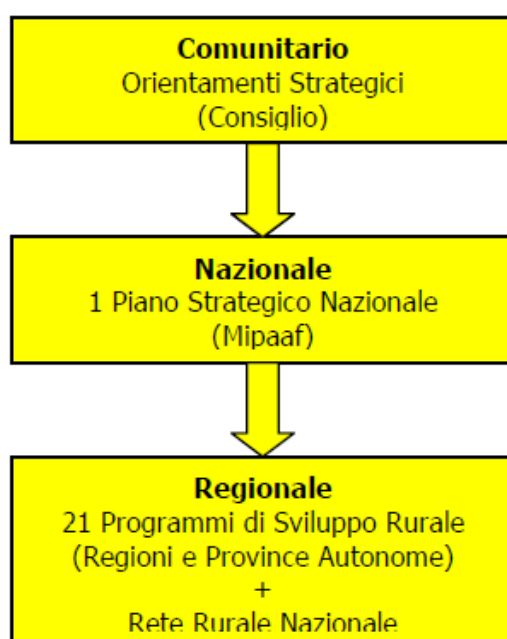 Comunitario
Orientamenti Strategici
(Consiglio)
Nazionale
1 Piano Strategico Nazionale
(Mipaaf)
Regionale
21 Programmi di Sviluppo Rurale
(Regioni e Province Autonome)
+
Rete Rurale Nazionale